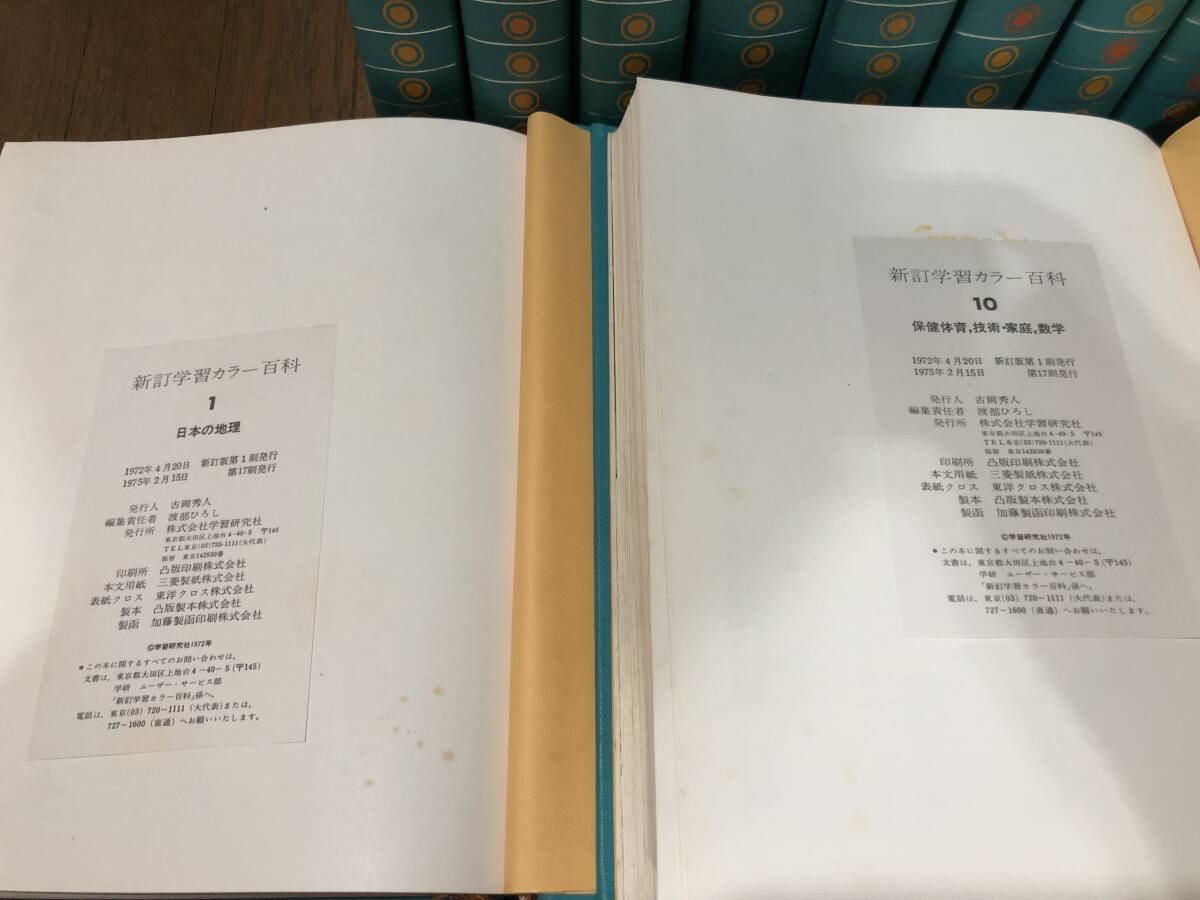 新訂学習カラー百科
1
日本の地理
1972年4月20日 新訂版第1刷発行
1975年2月15日 第17刷発行
発行人 古岡秀人
編集責任者 渡部ひろし
発行所 株式会社学習研究社
東京都大田区上地台4-40-5 〒145
TEL東京(03)720-1111(大代表)
振替 東京142930番
印刷所 凸版印刷株式会社
本文用紙 三菱製紙株式会社
表紙クロス 東洋クロス株式会社
製本 凸版製本株式会社
製函 加藤製函印刷株式会社
©学習研究社1972年
*この本に関するすべてのお問い合わせは,
文書は,東京都大田区上地台4-40-5(〒145)
学研 ユーザー・サービス部
「新訂学習カラー百科」係へ。
電話は,東京(03)720-1111(大代表)または,
727-1600(直通)へお願いいたします。
新訂学習カラー百科
10
保健体育,技術・家庭,数学
1972年4月20日 新訂版第1刷発行
1975年2月15日 第17刷発行
発行人 古岡秀人
編集責任者 渡部ひろし
発行所 株式会社学習研究社
東京都大田区上地台4-40-5 〒145
TEL東京(03)720-1111(大代表)
振替 東京142930番
印刷所 凸版印刷株式会社
本文用紙 三菱製紙株式会社
表紙クロス 東洋クロス株式会社
製本 凸版製本株式会社
製函 加藤製函印刷株式会社
©学習研究社1972年
*この本に関するすべてのお問い合わせは,
文書は,東京都大田区上地台4-40-5(〒145)
学研 ユーザー・サービス部
「新訂学習カラー百科」係へ。
電話は,東京(03)720-1111(大代表)または,
727-1600(直通)へお願いいたします。